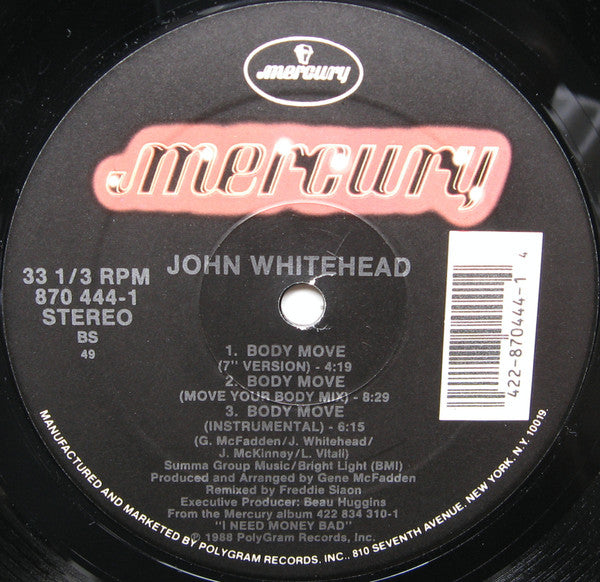 mercury
mercury
JOHN WHITEHEAD
33 1/3 RPM
870 444-1
STEREO
BS
49
422-870444-1 4
1. BODY MOVE
(7" VERSION) - 4:19
2. BODY MOVE
(MOVE YOUR BODY MIX) - 8:29
3. BODY MOVE
(INSTRUMENTAL) - 6:15
(G. McFadden/J. Whitehead/
J. McKinney/L. Vitali)
Summa Group Music/Bright Light (BMI)
Produced and Arranged by Gene McFadden
Remixed by Freddie Siaon
Executive Producer: Beau Huggins
From the Mercury album 422 834 310-1
"I NEED MONEY BAD"
© 1988 PolyGram Records, Inc.
MANUFACTURED AND MARKETED BY POLYGRAM RECORDS, INC., 810 SEVENTH AVENUE, NEW YORK, N.Y. 10019.